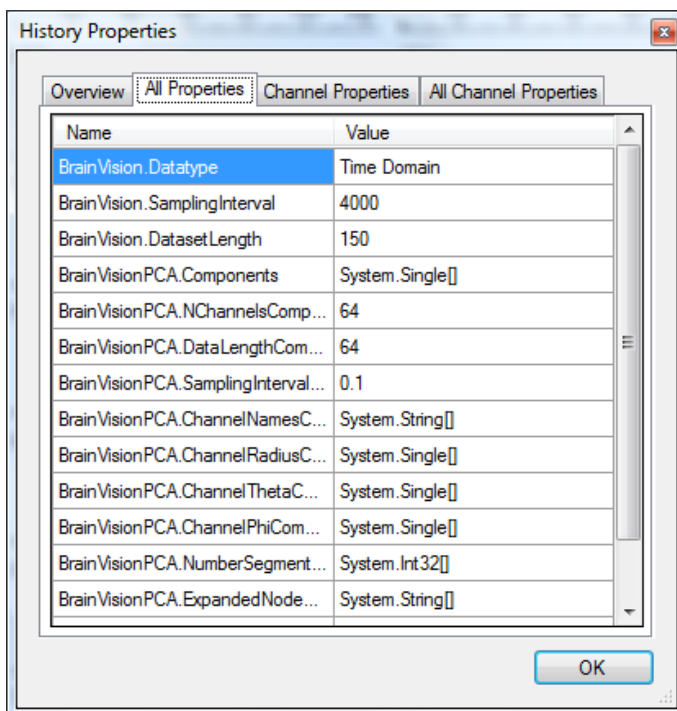 History Properties
Overview All Properties Channel Properties All Channel Properties
Name Value
BrainVision.Datatype Time Domain
BrainVision.SamplingInterval 4000
BrainVision.DatasetLength 150
BrainVisionPCA.Components System.Single[]
BrainVisionPCA.NChannelsComp... 64
BrainVisionPCA.DataLengthCom... 64
BrainVisionPCA.SamplingInterval... 0.1
BrainVisionPCA.ChannelNamesC... System.String[]
BrainVisionPCA.ChannelRadiusC... System.Single[]
BrainVisionPCA.ChannelThetaC... System.Single[]
BrainVisionPCA.ChannelPhiCom... System.Single[]
BrainVisionPCA.NumberSegment... System.Int32[]
BrainVisionPCA.ExpandedNode... System.String[]
OK